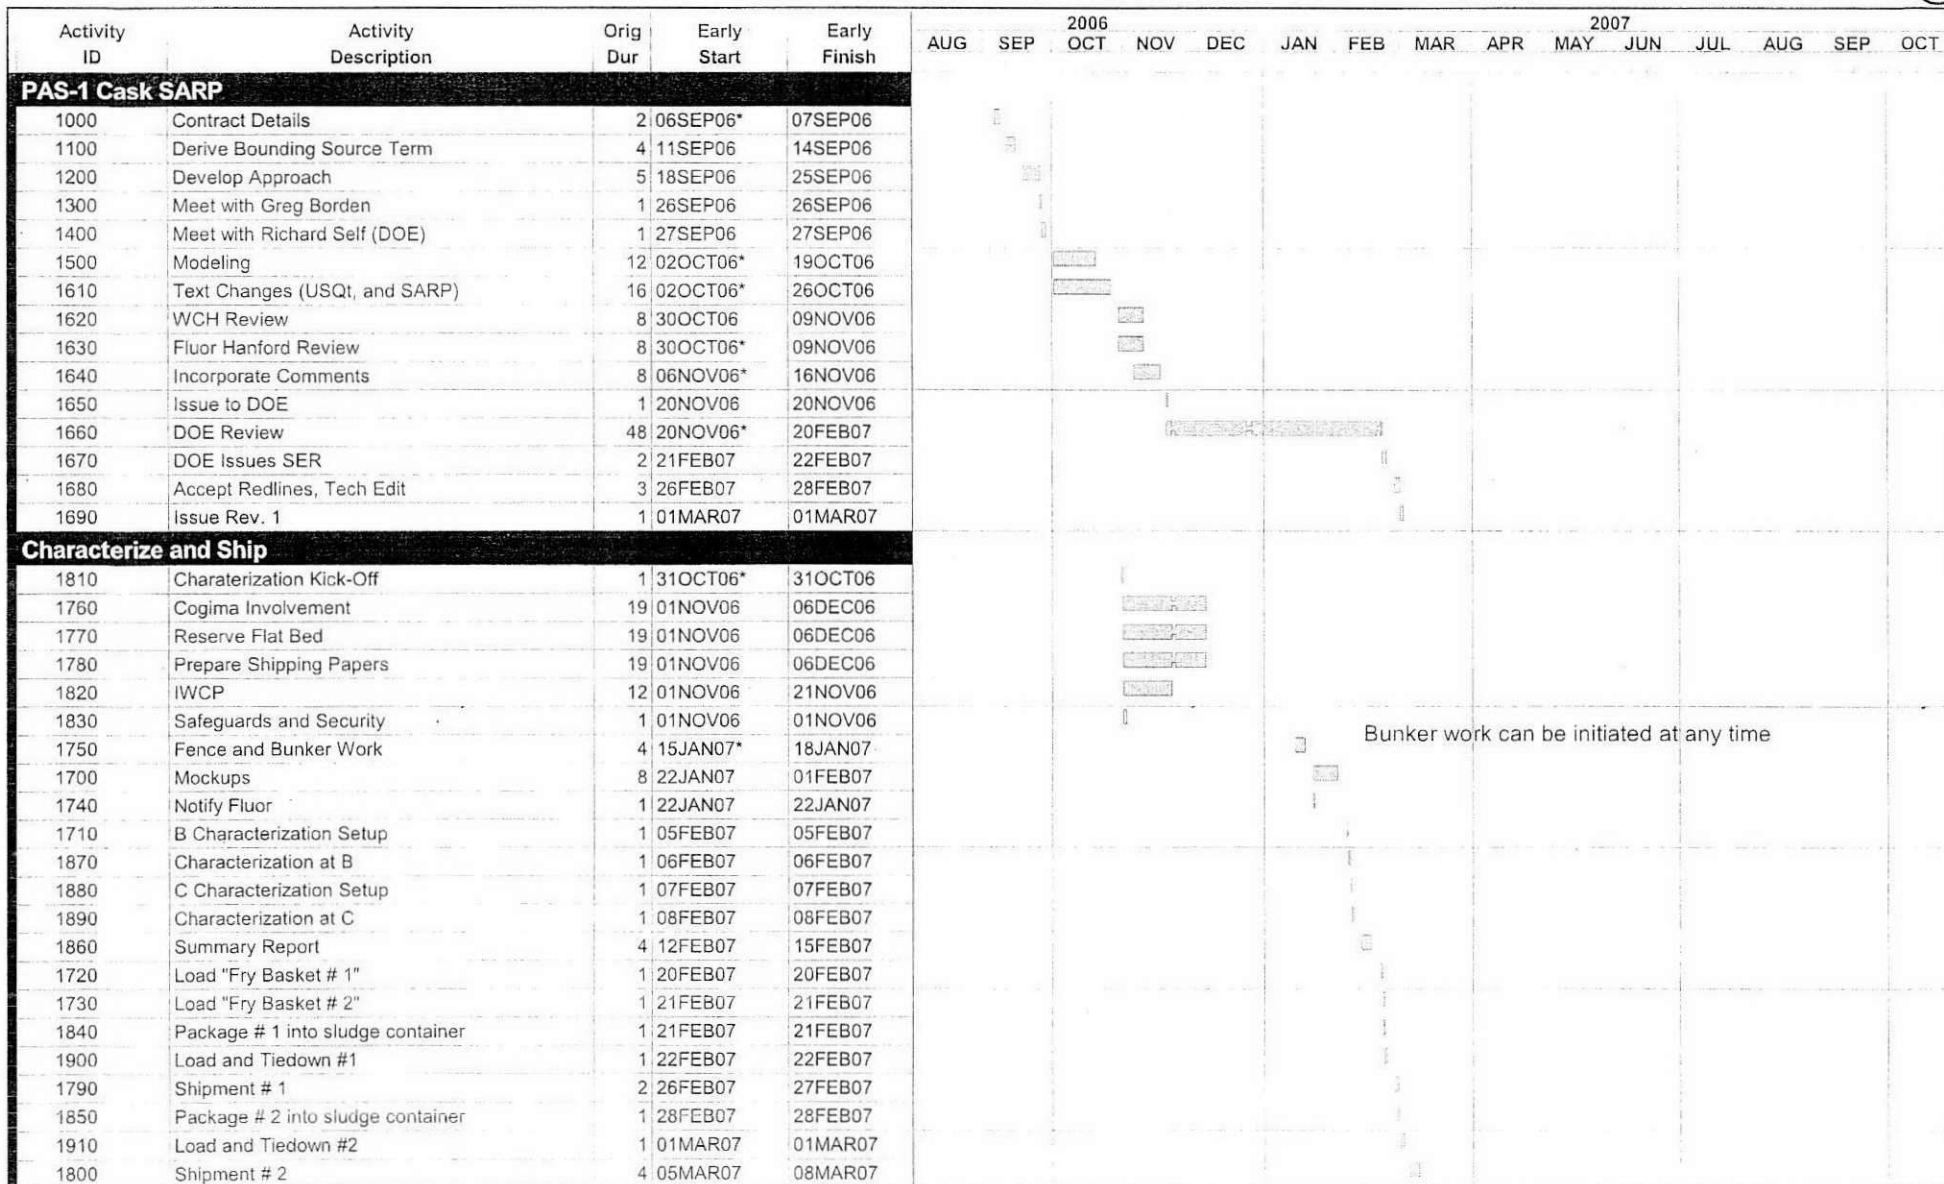 Activity ID Activity Description Orig Dur Early Start Early Finish
2006 2007
AUG SEP OCT NOV DEC JAN FEB MAR APR MAY JUN JUL AUG SEP OCT
PAS-1 Cask SARP
1000 Contract Details 2 06SEP06* 07SEP06
1100 Derive Bounding Source Term 4 11SEP06 14SEP06
1200 Develop Approach 5 18SEP06 25SEP06
1300 Meet with Greg Borden 1 26SEP06 26SEP06
1400 Meet with Richard Self (DOE) 1 27SEP06 27SEP06
1500 Modeling 12 02OCT06* 19OCT06
1610 Text Changes (USQt, and SARP) 16 02OCT06* 26OCT06
1620 WCH Review 8 30OCT06 09NOV06
1630 Fluor Hanford Review 8 30OCT06* 09NOV06
1640 Incorporate Comments 8 06NOV06* 16NOV06
1650 Issue to DOE 1 20NOV06 20NOV06
1660 DOE Review 48 20NOV06* 20FEB07
1670 DOE Issues SER 2 21FEB07 22FEB07
1680 Accept Redlines, Tech Edit 3 26FEB07 28FEB07
1690 Issue Rev. 1 1 01MAR07 01MAR07
Characterize and Ship
1810 Charaterization Kick-Off 1 31OCT06* 31OCT06
1760 Cogima Involvement 19 01NOV06 06DEC06
1770 Reserve Flat Bed 19 01NOV06 06DEC06
1780 Prepare Shipping Papers 19 01NOV06 06DEC06
1820 IWCP 12 01NOV06 21NOV06
1830 Safeguards and Security 1 01NOV06 01NOV06
1750 Fence and Bunker Work 4 15JAN07* 18JAN07 Bunker work can be initiated at any time
1700 Mockups 8 22JAN07 01FEB07
1740 Notify Fluor 1 22JAN07 22JAN07
1710 B Characterization Setup 1 05FEB07 05FEB07
1870 Characterization at B 1 06FEB07 06FEB07
1880 C Characterization Setup 1 07FEB07 07FEB07
1890 Characterization at C 1 08FEB07 08FEB07
1860 Summary Report 4 12FEB07 15FEB07
1720 Load "Fry Basket # 1" 1 20FEB07 20FEB07
1730 Load "Fry Basket # 2" 1 21FEB07 21FEB07
1840 Package # 1 into sludge container 1 21FEB07 21FEB07
1900 Load and Tiedown #1 1 22FEB07 22FEB07
1790 Shipment # 1 2 26FEB07 27FEB07
1850 Package # 2 into sludge container 1 28FEB07 28FEB07
1910 Load and Tiedown #2 1 01MAR07 01MAR07
1800 Shipment # 2 4 05MAR07 08MAR07